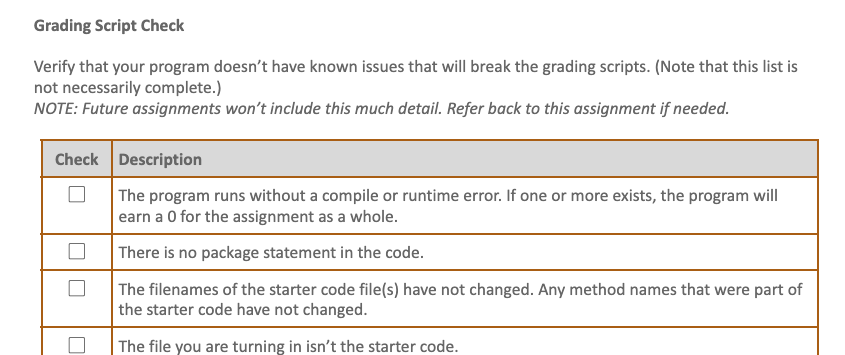 Grading Script Check
Verify that your program doesn’t have known issues that will break the grading scripts. (Note that this list is
not necessarily complete.)
NOTE: Future assignments won’t include this much detail. Refer back to this assignment if needed.
Check Description
The program runs without a compile or runtime error. If one or more exists, the program will
earn a 0 for the assignment as a whole.
There is no package statement in the code.
The filenames of the starter code file(s) have not changed. Any method names that were part of
the starter code have not changed.
The file you are turning in isn’t the starter code.